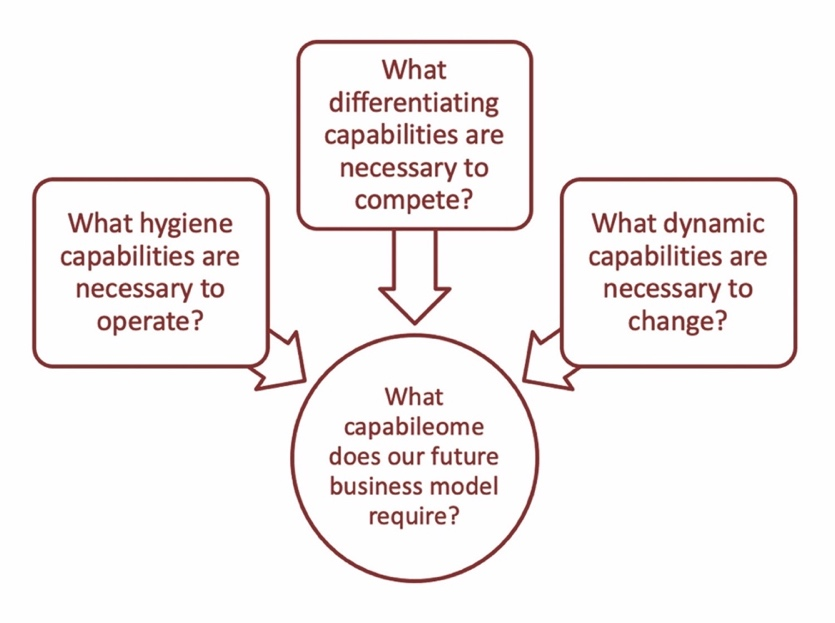 What
differentiating
capabilities are
necessary to
compete?
What hygiene
capabilities are
necessary to
operate?
What dynamic
capabilities are
necessary to
change?
What
capabileome
does our future
business model
require?